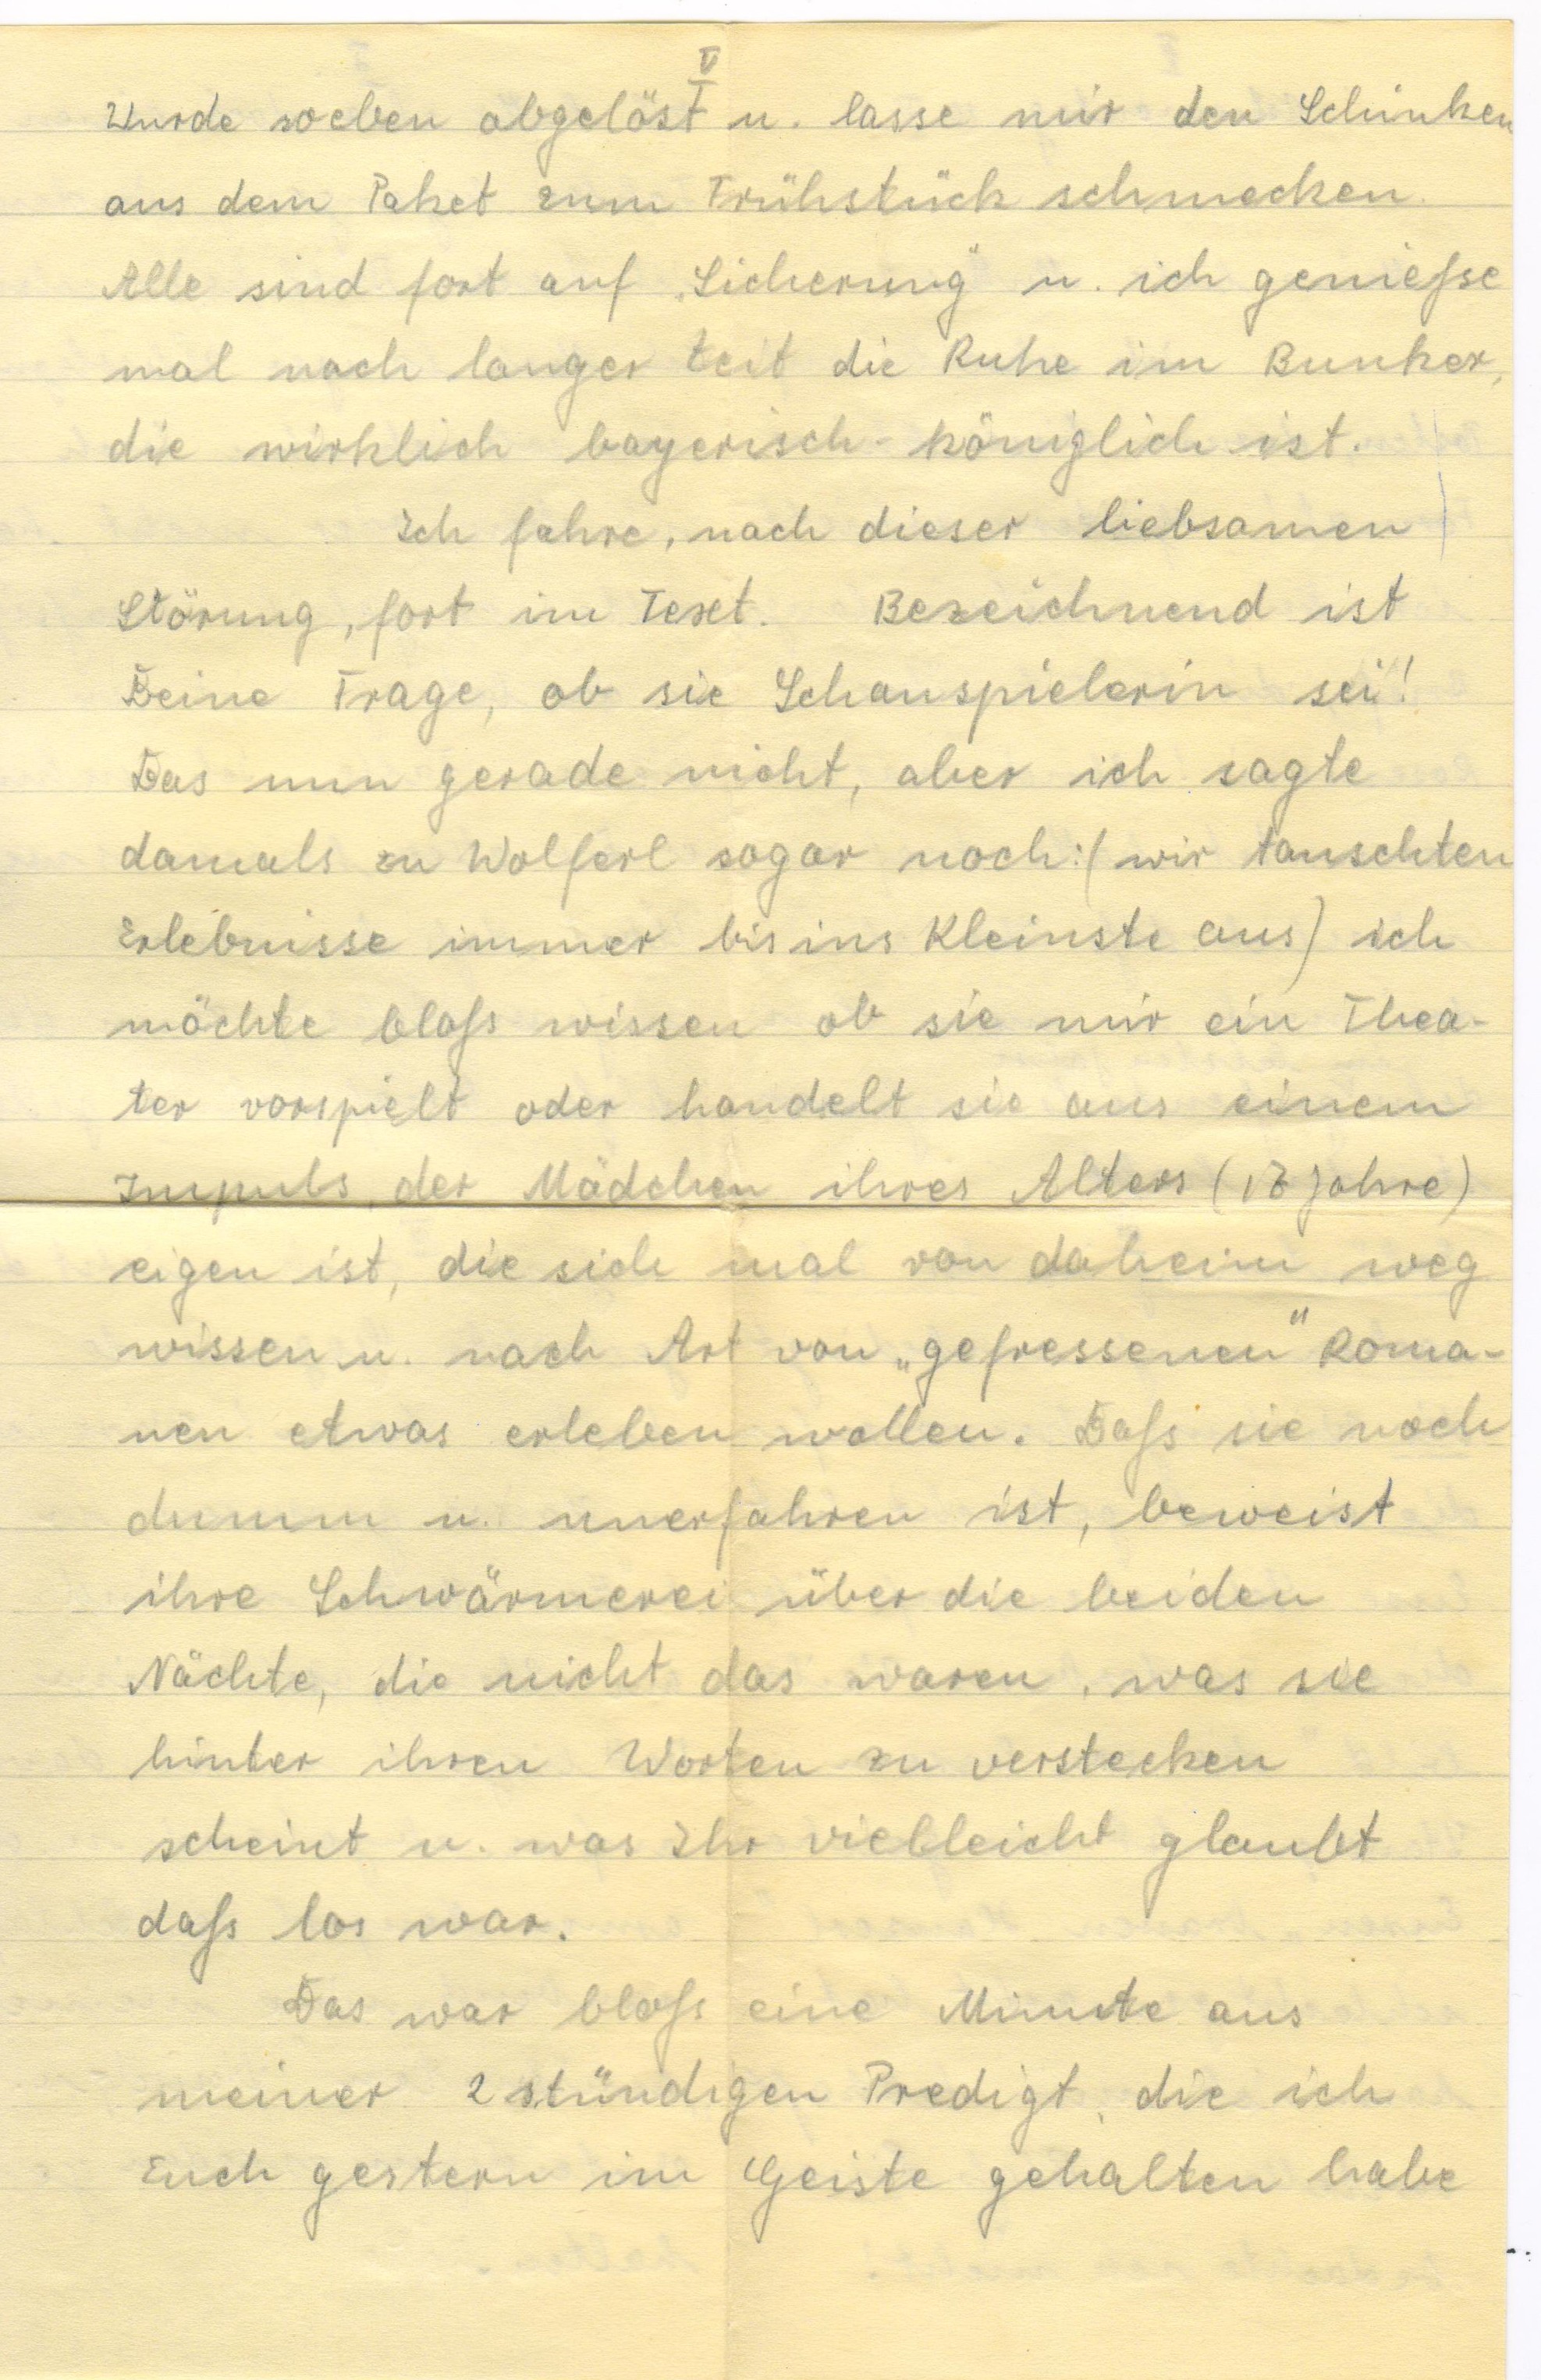 V
Wurde soeben abgelöst u. lasse mir den Schinken
aus dem Paket zum Frühstück schmecken.
Alle sind fort auf „Sicherung" u. ich genieße
mal nach langer Zeit die Ruhe im Bunker,
die wirklich bayerisch-königlich ist.
Ich fahre, nach dieser liebsamen
Störung, fort im Text. Bezeichnend ist
Deine Frage, ob sie Schauspielerin sei!
Das nun gerade nicht, aber ich sagte
damals zu Wolferl sogar noch: (wir tauschten
Erlebnisse immer bis ins Kleinste aus) ich
möchte bloß wissen ob sie mir ein Thea-
ter vorspielt oder handelt sie aus einem
Impuls, der Mädchen ihres Alters (17 Jahre)
eigen ist, die sich mal von daheim weg
wissen u. nach Art von „gefressenen" Roma-
nen etwas erleben wollen. Daß sie noch
dumm u. unerfahren ist, beweist
ihre Schwärmerei über die beiden
Nächte, die nicht das waren, was sie
hinter ihren Worten zu verstecken
scheint u. was Ihr vielleicht glaubt
daß los war.
Das war bloß eine Minute aus
meiner 2 stündigen Predigt, die ich
Euch gestern im Geiste gehalten habe